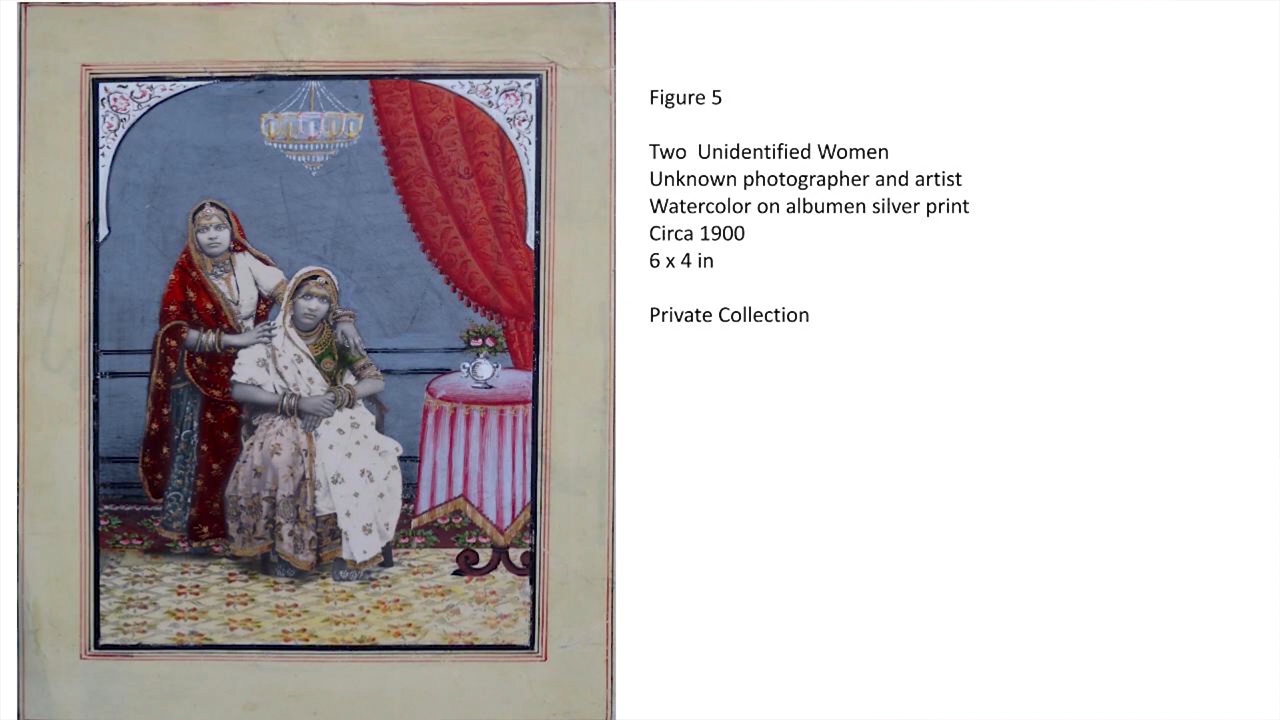 Figure 5
Two  Unidentified Women
Unknown photographer and artist
Watercolor on albumen silver print
Circa 1900
6 x 4 in
Private Collection